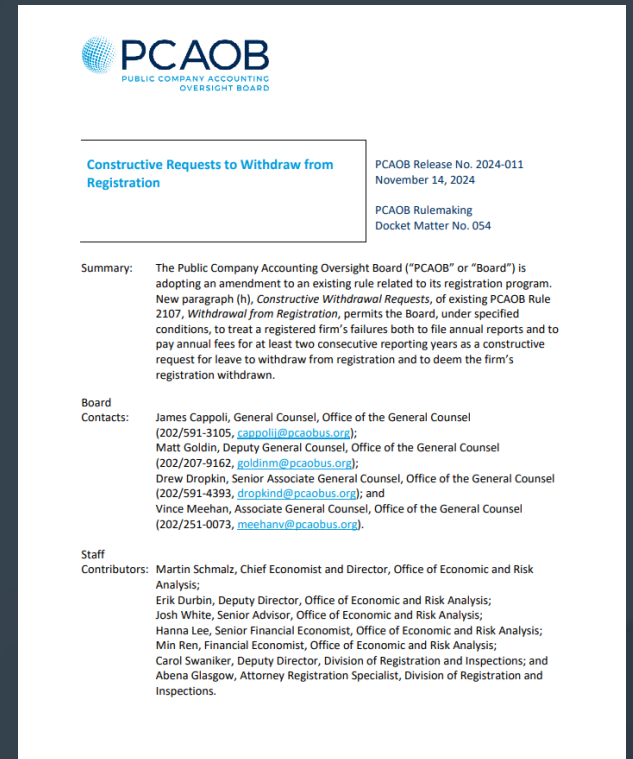 PCAOB
PUBLIC COMPANY ACCOUNTING
OVERSIGHT BOARD
Constructive Requests to Withdraw from
Registration
PCAOB Release No. 2024-011
November 14, 2024
PCAOB Rulemaking
Docket Matter No. 054
Summary: The Public Company Accounting Oversight Board (“PCAOB” or “Board”) is
adopting an amendment to an existing rule related to its registration program.
New paragraph (h), Constructive Withdrawal Requests, of existing PCAOB Rule
2107, Withdrawal from Registration, permits the Board, under specified
conditions, to treat a registered firm’s failures both to file annual reports and to
pay annual fees for at least two consecutive reporting years as a constructive
request for leave to withdraw from registration and to deem the firm’s
registration withdrawn.
Board
Contacts: James Cappoli, General Counsel, Office of the General Counsel
(202/591-3105, cappolij@pcaobus.org);
Matt Goldin, Deputy General Counsel, Office of the General Counsel
(202/207-9162, goldinm@pcaobus.org);
Drew Dropkin, Senior Associate General Counsel, Office of the General Counsel
(202/591-4393, dropkind@pcaobus.org); and
Vince Meehan, Associate General Counsel, Office of the General Counsel
(202/251-0073, meehanv@pcaobus.org).
Staff
Contributors: Martin Schmalz, Chief Economist and Director, Office of Economic and Risk
Analysis;
Erik Durbin, Deputy Director, Office of Economic and Risk Analysis;
Josh White, Senior Advisor, Office of Economic and Risk Analysis;
Hanna Lee, Senior Financial Economist, Office of Economic and Risk Analysis;
Min Ren, Financial Economist, Office of Economic and Risk Analysis;
Carol Swaniker, Deputy Director, Division of Registration and Inspections; and
Abena Glasgow, Attorney Registration Specialist, Division of Registration and
Inspections.